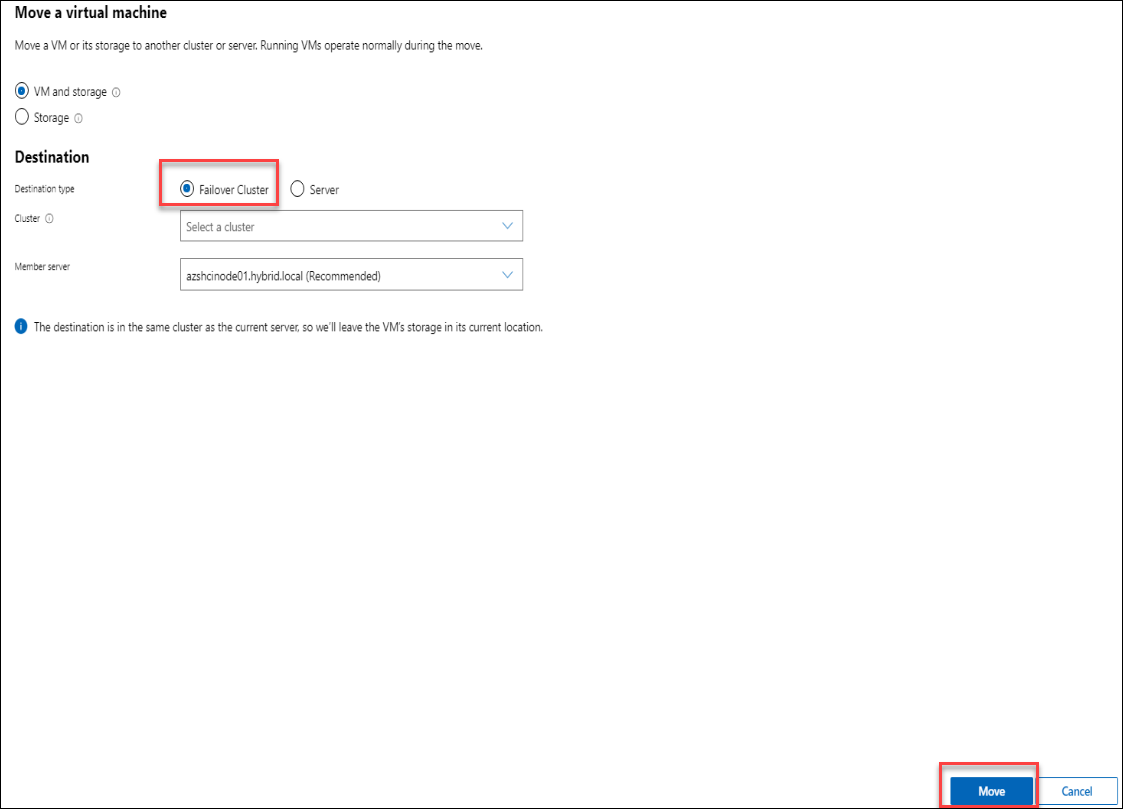 Move a virtual machine
Move a VM or its storage to another cluster or server. Running VMs operate normally during the move.
VM and storage
Storage
Destination
Destination type
Failover Cluster
Server
Cluster
Select a cluster
Member server
azshcinode01.hybrid.local (Recommended)
The destination is in the same cluster as the current server, so we'll leave the VM's storage in its current location.
Move
Cancel